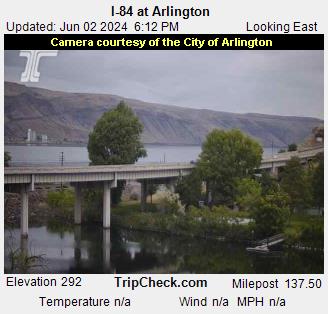 I-84 at Arlington
Updated: Jun 02 2024 6:12 PM Looking East
Camera courtesy of the City of Arlington
Elevation 292 TripCheck.com Milepost 137.50
Temperature n/a Wind n/a MPH n/a